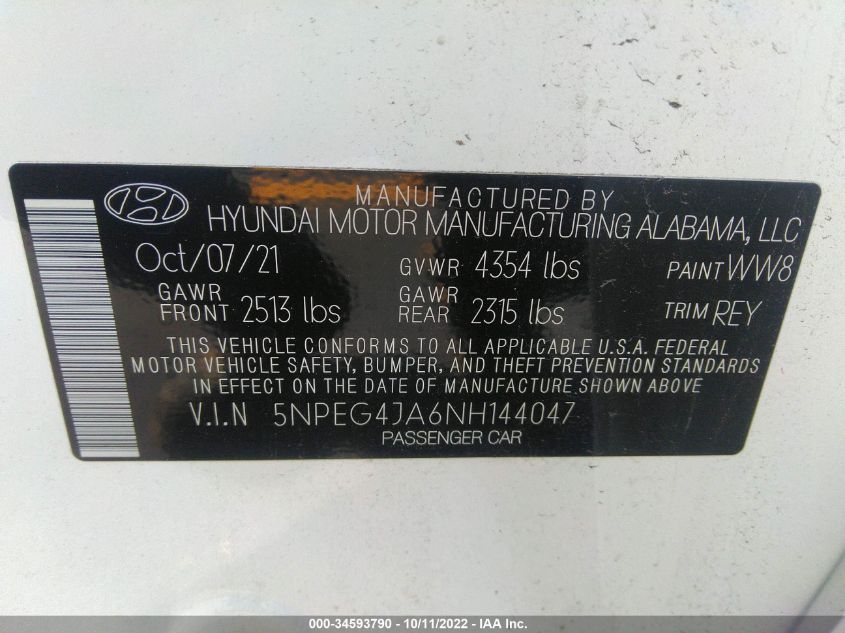 MANUFACTURED BY
HYUNDAI MOTOR MANUFACTURING ALABAMA, LLC
Oct/07/21 GVWR 4354 lbs PAINT WW8
GAWR FRONT 2513 lbs GAWR REAR 2315 lbs TRIM REY
THIS VEHICLE CONFORMS TO ALL APPLICABLE U.S.A. FEDERAL
MOTOR VEHICLE SAFETY, BUMPER, AND THEFT PREVENTION STANDARDS
IN EFFECT ON THE DATE OF MANUFACTURE SHOWN ABOVE
V.I.N 5NPEG4JA6NH144047
PASSENGER CAR
000-34593790 - 10/11/2022 - IAA Inc.